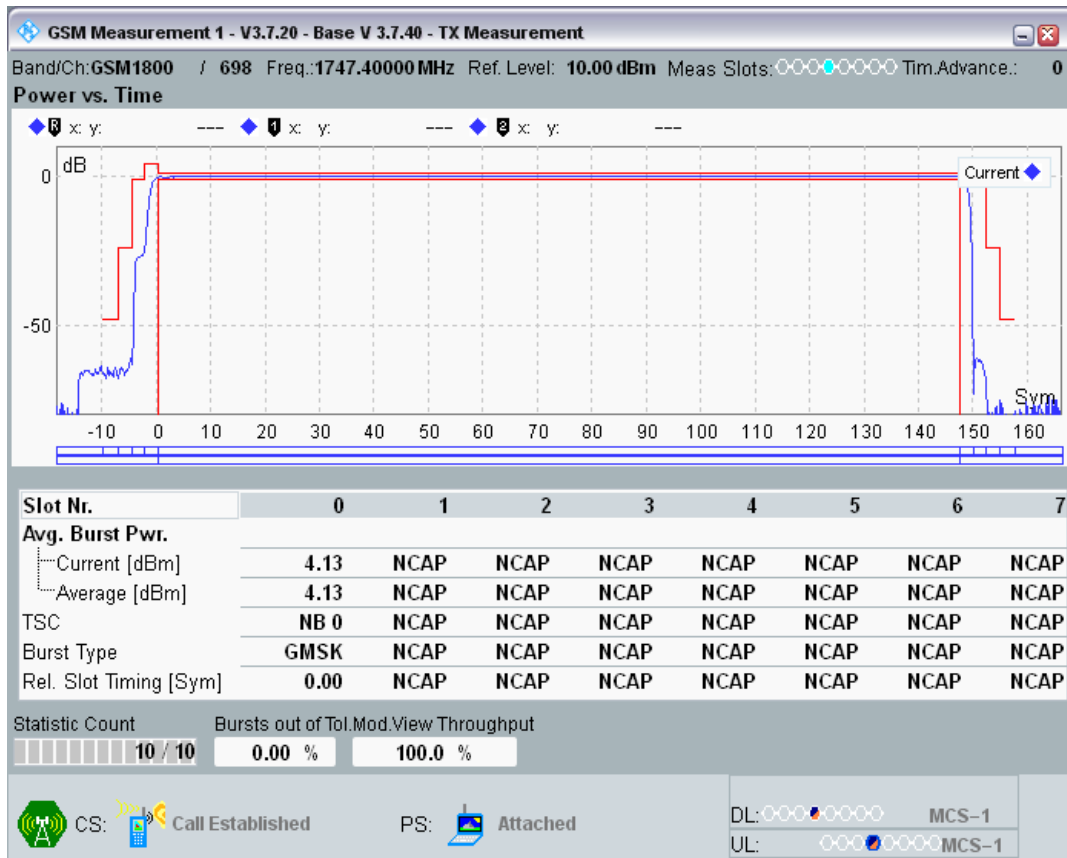 GSM Measurement 1 - V3.7.20 - Base V 3.7.40 - TX Measurement
Band/Ch:GSM1800 / 698 Freq.:1747.40000 MHz Ref. Level: 10.00 dBm Meas Slots: Tim.Advance.: 0
Power vs. Time
R x: y: --- 1 x: y: --- 2 x: y: ---
dB
0
Current
-50
Sym
-10 0 10 20 30 40 50 60 70 80 90 100 110 120 130 140 150 160
Slot Nr. 0 1 2 3 4 5 6 7
Avg. Burst Pwr.
Current [dBm] 4.13 NCAP NCAP NCAP NCAP NCAP NCAP NCAP
Average [dBm] 4.13 NCAP NCAP NCAP NCAP NCAP NCAP NCAP
TSC NB 0 NCAP NCAP NCAP NCAP NCAP NCAP NCAP
Burst Type GMSK NCAP NCAP NCAP NCAP NCAP NCAP NCAP
Rel. Slot Timing [Sym] 0.00 NCAP NCAP NCAP NCAP NCAP NCAP NCAP
Statistic Count Bursts out of Tol.Mod.View Throughput
10 / 10 0.00 % 100.0 %
CS: Call Established PS: Attached
DL: MCS-1
UL: MCS-1